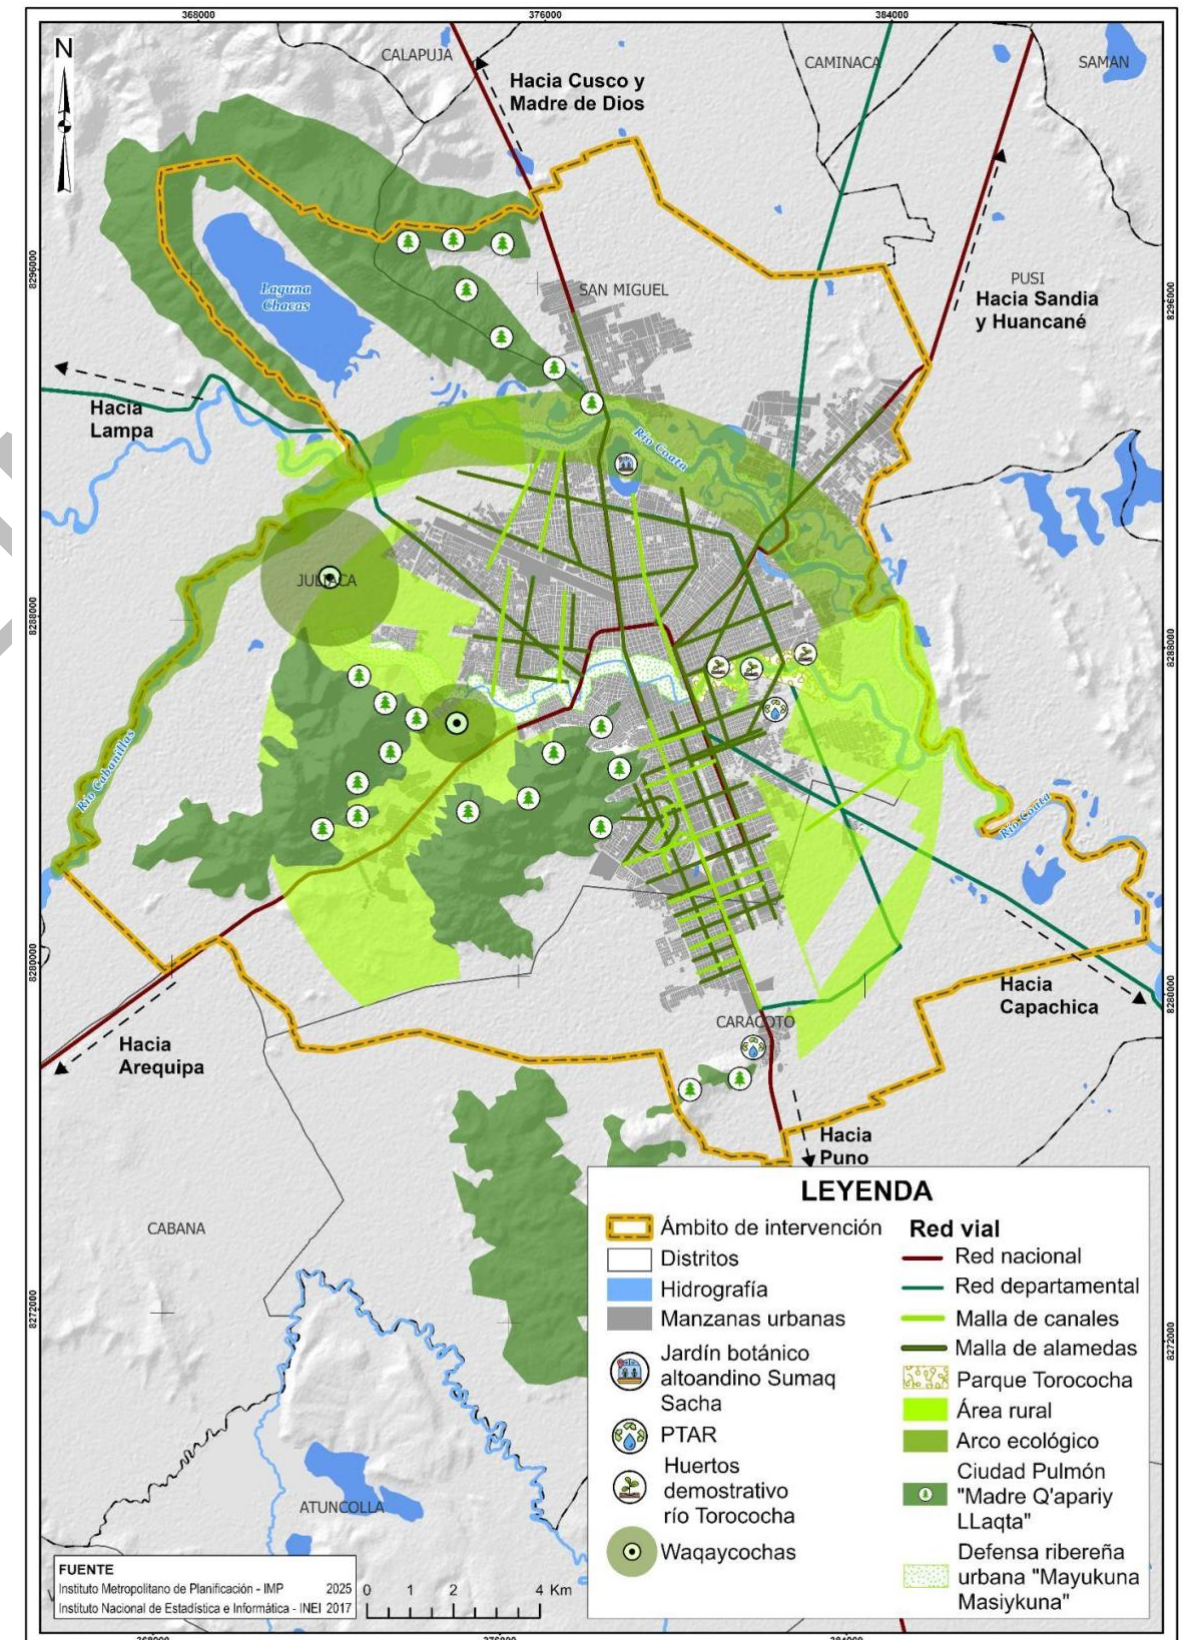 368000
376000
384000
N
CALAPUJA
CAMINACA
SAMAN
Hacia Cusco y
Madre de Dios
8296000
8296000
PUSI
Hacia Sandia
y Huancané
SAN MIGUEL
Laguna
Chacas
Hacia
Lampa
Río Coata
JULIACA
8288000
8288000
Río Cabanillas
Río Coata
8280000
8280000
Hacia
Capachica
CARACOTO
Hacia
Arequipa
Hacia
Puno
CABANA
8272000
8272000
ATUNCOLLA
LEYENDA
Ámbito de intervención
Distritos
Hidrografía
Manzanas urbanas
Jardín botánico
altoandino Sumaq
Sacha
PTAR
Huertos
demostrativo
río Torococha
Waqaycochas
Red vial
Red nacional
Red departamental
Malla de canales
Malla de alamedas
Parque Torococha
Área rural
Arco ecológico
Ciudad Pulmón
"Madre Q'apariy
LLaqta"
Defensa ribereña
urbana "Mayukuna
Masiykuna"
FUENTE
Instituto Metropolitano de Planificación - IMP 2025
Instituto Nacional de Estadística e Informática - INEI 2017
0 1 2 4 Km
368000
376000
384000